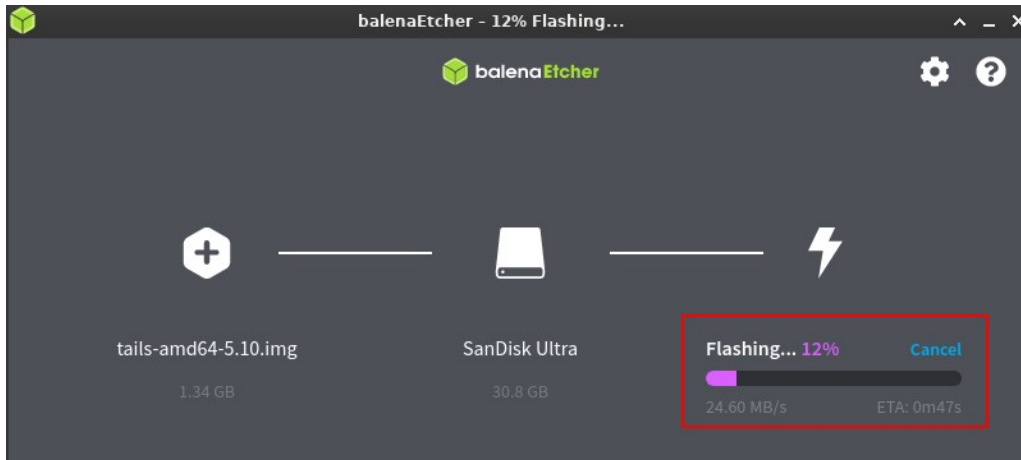 balenaEtcher - 12% Flashing...
balenaEtcher
tails-amd64-5.10.img
1.34 GB
SanDisk Ultra
30.8 GB
Flashing... 12% Cancel
24.60 MB/s ETA: 0m47s